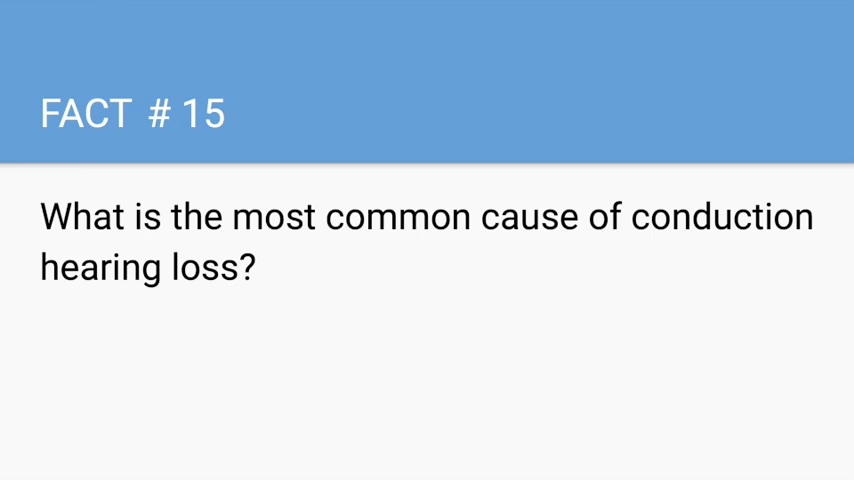 FACT # 15
What is the most common cause of conduction
hearing loss?